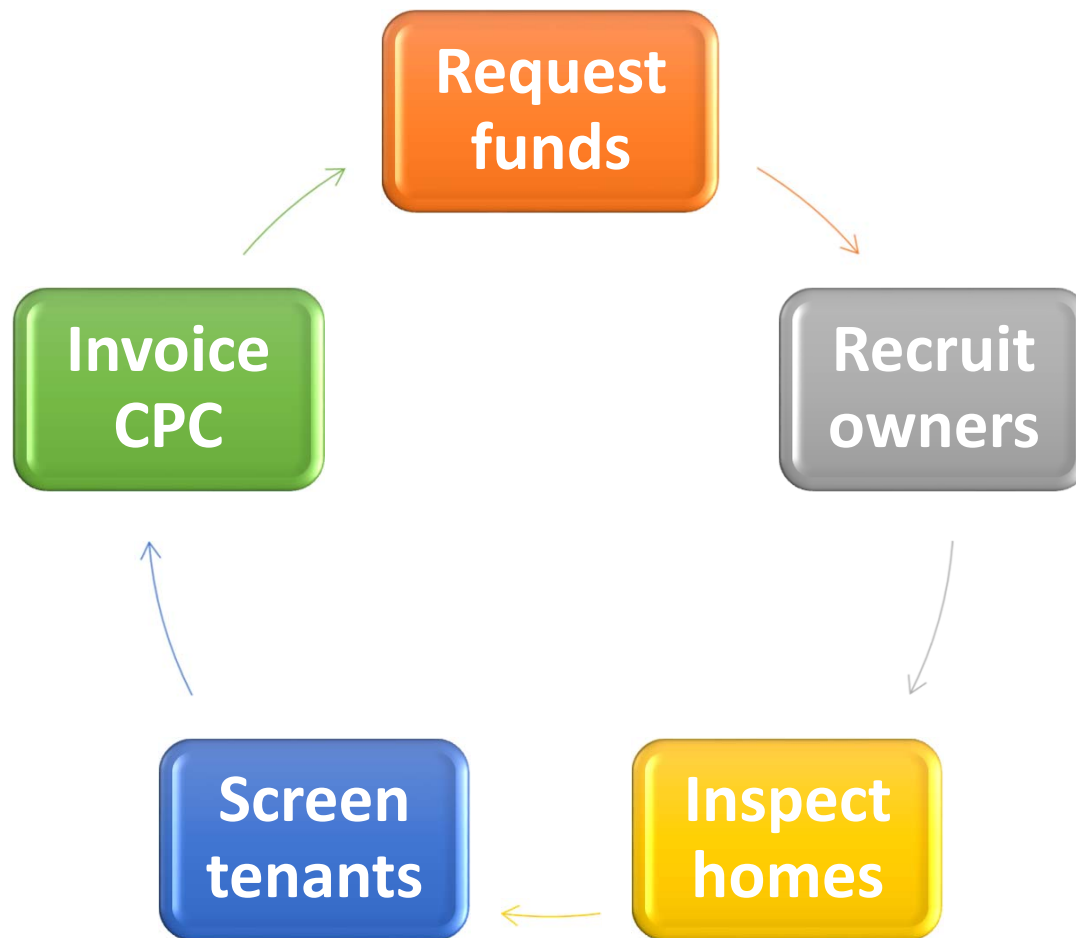 Request
funds
Recruit
owners
Inspect
homes
Screen
tenants
Invoice
CPC